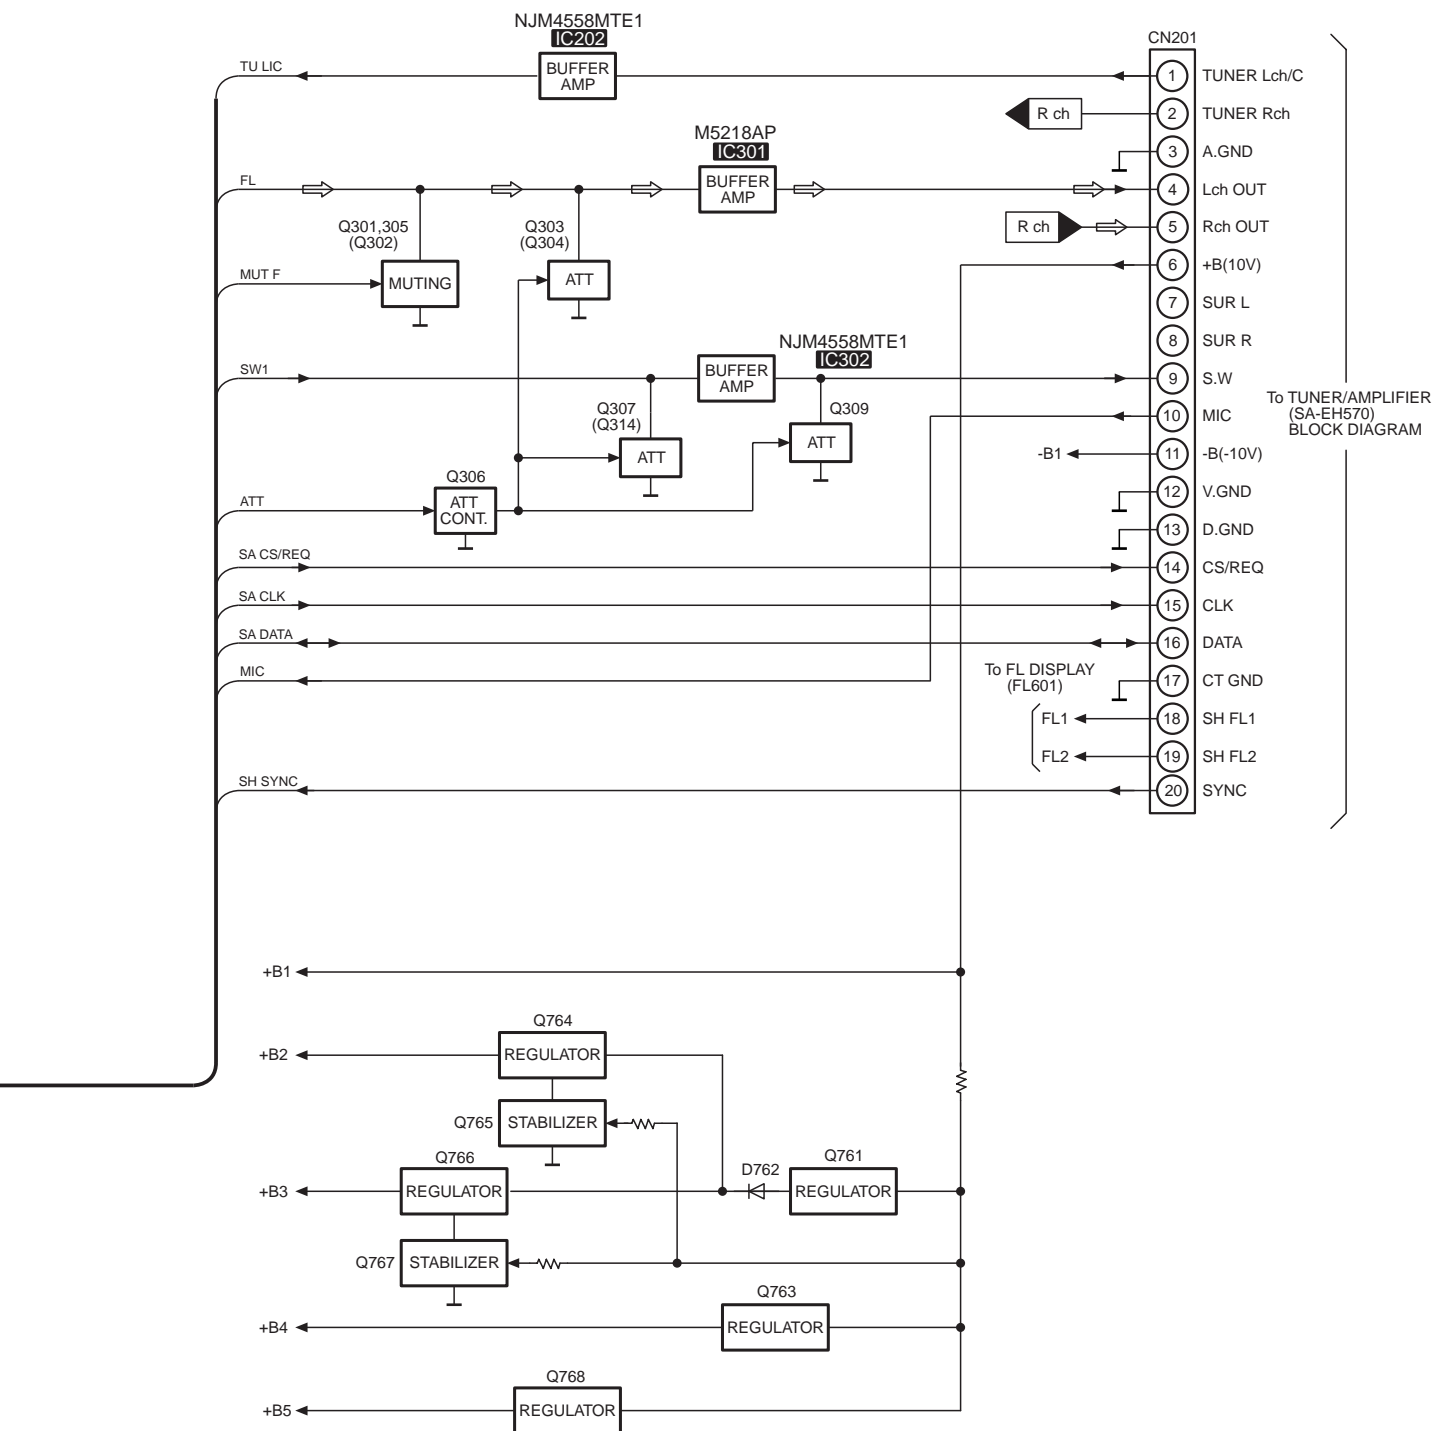 NJM4558MTE1
IC202
CN201
TU LIC
BUFFER
AMP
1
TUNER Lch/C
R ch
2
TUNER Rch
M5218AP
IC301
3
A.GND
FL
BUFFER
AMP
4
Lch OUT
Q301,305
(Q302)
Q303
(Q304)
R ch
5
Rch OUT
6
+B(10V)
MUT F
MUTING
ATT
7
SUR L
NJM4558MTE1
IC302
8
SUR R
SW1
BUFFER
AMP
9
S.W
To TUNER/AMPLIFIER
(SA-EH570)
BLOCK DIAGRAM
Q307
(Q314)
Q309
10
MIC
ATT
ATT
-B1
11
-B(-10V)
Q306
12
V.GND
ATT
ATT
CONT.
13
D.GND
SA CS/REQ
14
CS/REQ
SA CLK
15
CLK
SA DATA
16
DATA
MIC
To FL DISPLAY
(FL601)
17
CT GND
FL1
18
SH FL1
FL2
19
SH FL2
SH SYNC
20
SYNC
+B1
Q764
+B2
REGULATOR
Q765
STABILIZER
Q766
D762
Q761
+B3
REGULATOR
REGULATOR
Q767
STABILIZER
Q763
+B4
REGULATOR
Q768
+B5
REGULATOR